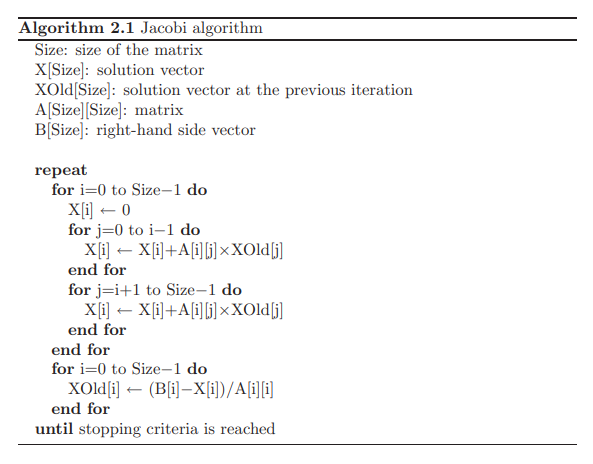 Algorithm 2.1 Jacobi algorithm
Size: size of the matrix
X[Size]: solution vector
XOld[Size]: solution vector at the previous iteration
A[Size][Size]: matrix
B[Size]: right-hand side vector
repeat
for i=0 to Size−1 do
X[i] ← 0
for j=0 to i−1 do
X[i] ← X[i]+A[i][j]×XOld[j]
end for
for j=i+1 to Size−1 do
X[i] ← X[i]+A[i][j]×XOld[j]
end for
end for
for i=0 to Size−1 do
XOld[i] ← (B[i]−X[i])/A[i][i]
end for
until stopping criteria is reached